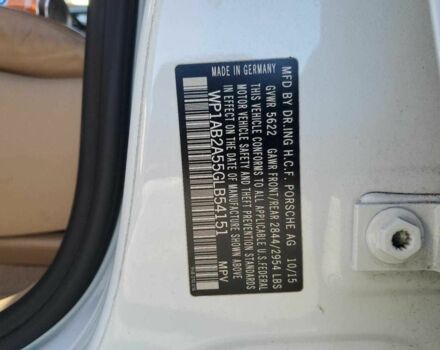 MADE IN GERMANY
MFD BY DR.ING H.C.F. PORSCHE AG 10/15
GVWR 5622 GAWR FRONT/REAR 2844/2954 LBS
THIS VEHICLE CONFORMS TO ALL APPLICABLE U.S.FEDERAL
MOTOR VEHICLE SAFETY AND THEFT PREVENTION STANDARDS
IN EFFECT ON THE DATE OF MANUFACTURE SHOWN ABOVE
WP1AB2A55GLB54151 MPV